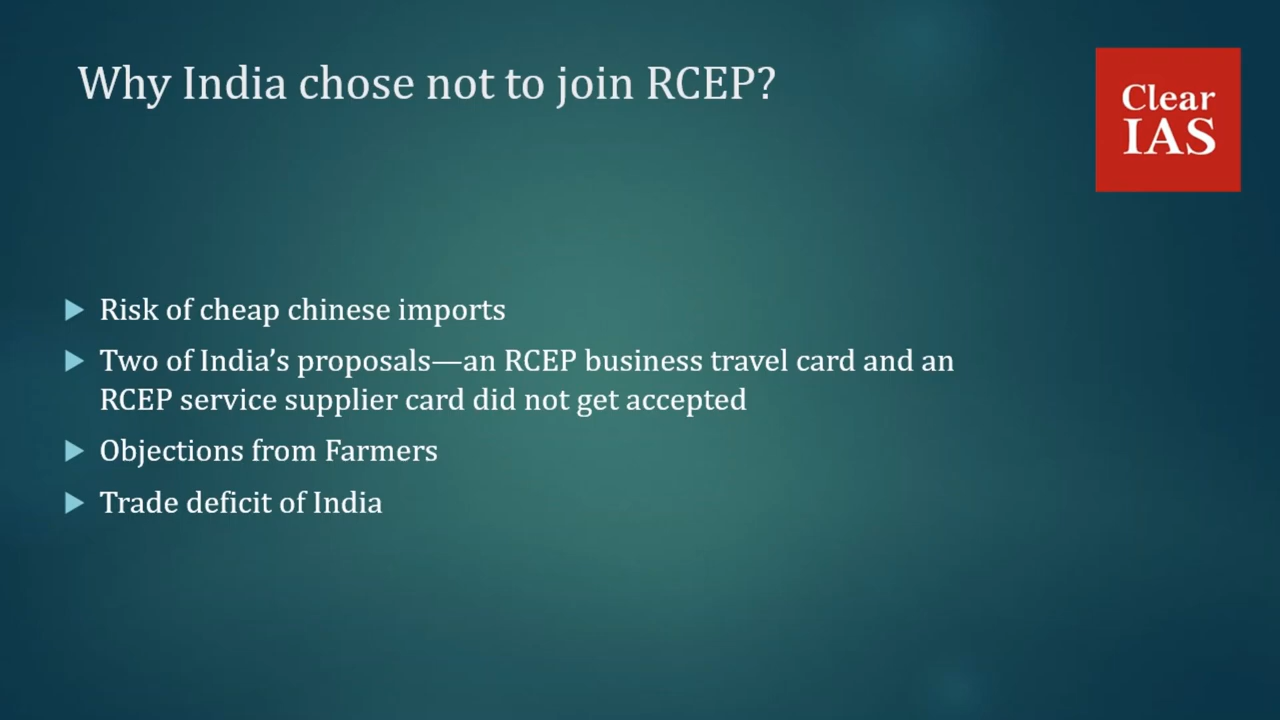 Why India chose not to join RCEP?
Clear
IAS
Risk of cheap chinese imports
Two of India's proposals—an RCEP business travel card and an
RCEP service supplier card did not get accepted
Objections from Farmers
Trade deficit of India